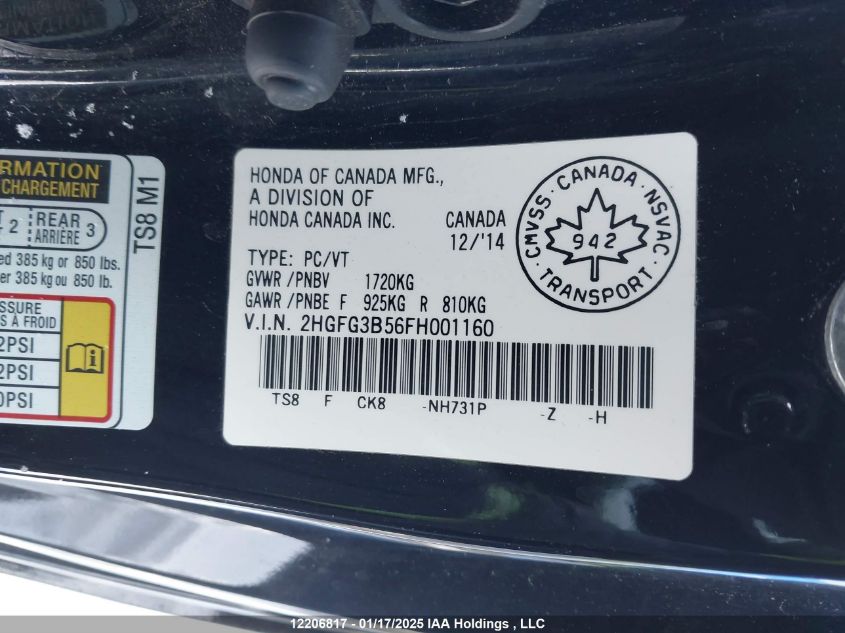 RMATION
CHARGEMENT
2 REAR 3
ARRIÈRE
ed 385 kg or 850 lbs.
er 385 kg ou 850 lb.
SSURE
S À FROID
2PSI
2PSI
0PSI
TS8 M1
HONDA OF CANADA MFG.,
A DIVISION OF
HONDA CANADA INC. CANADA
12/'14
TYPE: PC/VT
GVWR /PNBV 1720KG
GAWR /PNBE F 925KG R 810KG
V.I.N. 2HGFG3B56FH001160
TS8 F CK8 -NH731P -Z -H
CMVSS · CANADA · NSVAC
942
TRANSPORT
12206817 - 01/17/2025 IAA Holdings , LLC